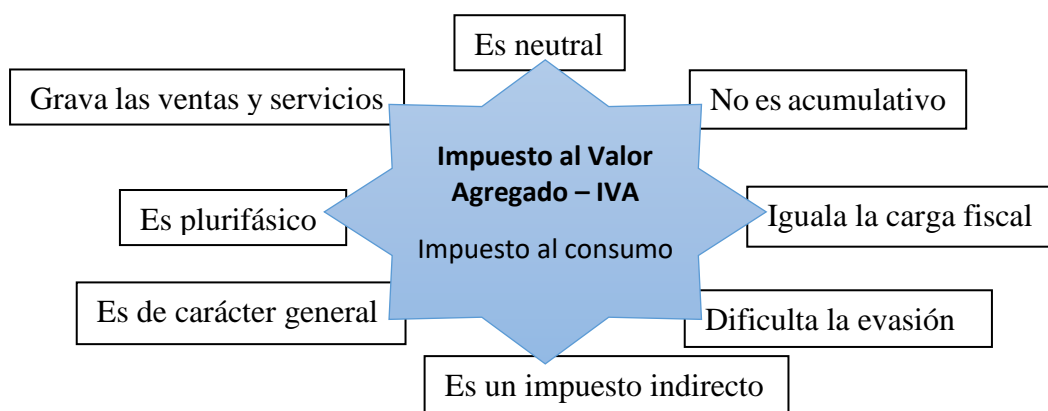 Es neutral
Grava las ventas y servicios
No es acumulativo
Impuesto al Valor
Agregado – IVA
Impuesto al consumo
Es plurifásico
Iguala la carga fiscal
Es de carácter general
Dificulta la evasión
Es un impuesto indirecto